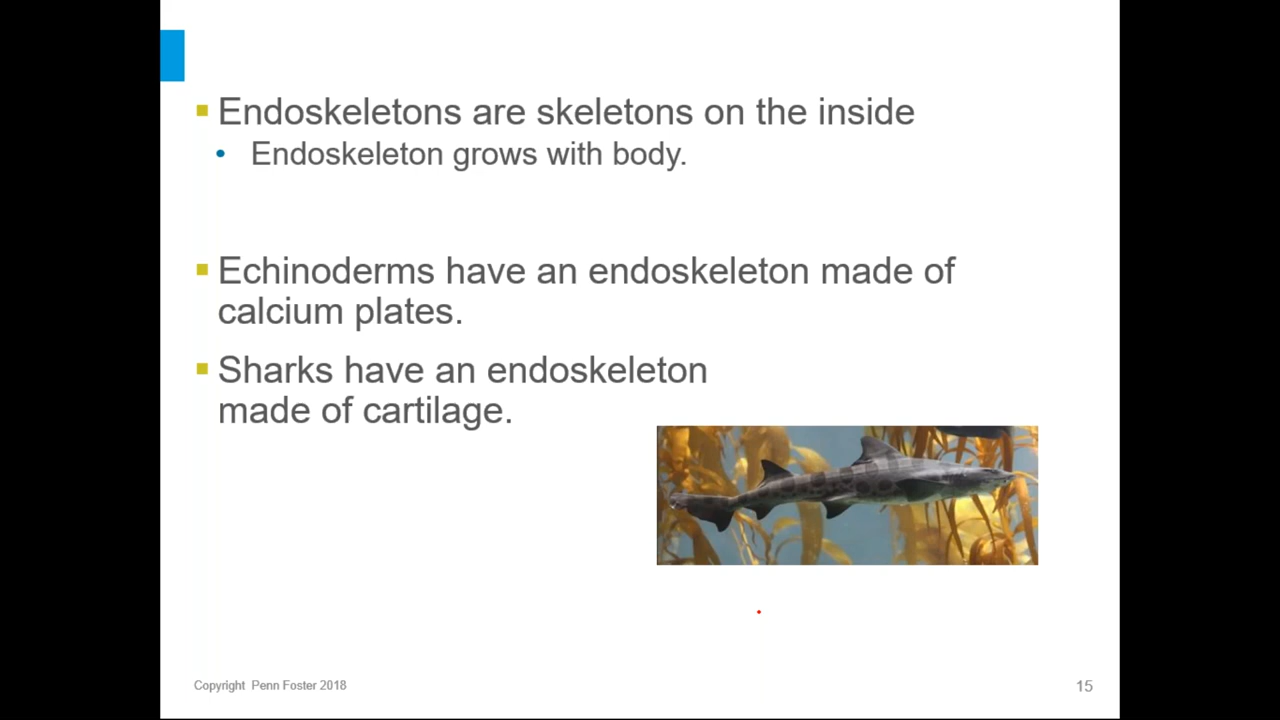 Endoskeletons are skeletons on the inside
Endoskeleton grows with body.
Echinoderms have an endoskeleton made of
calcium plates.
Sharks have an endoskeleton
made of cartilage.
Copyright Penn Foster 2018
15